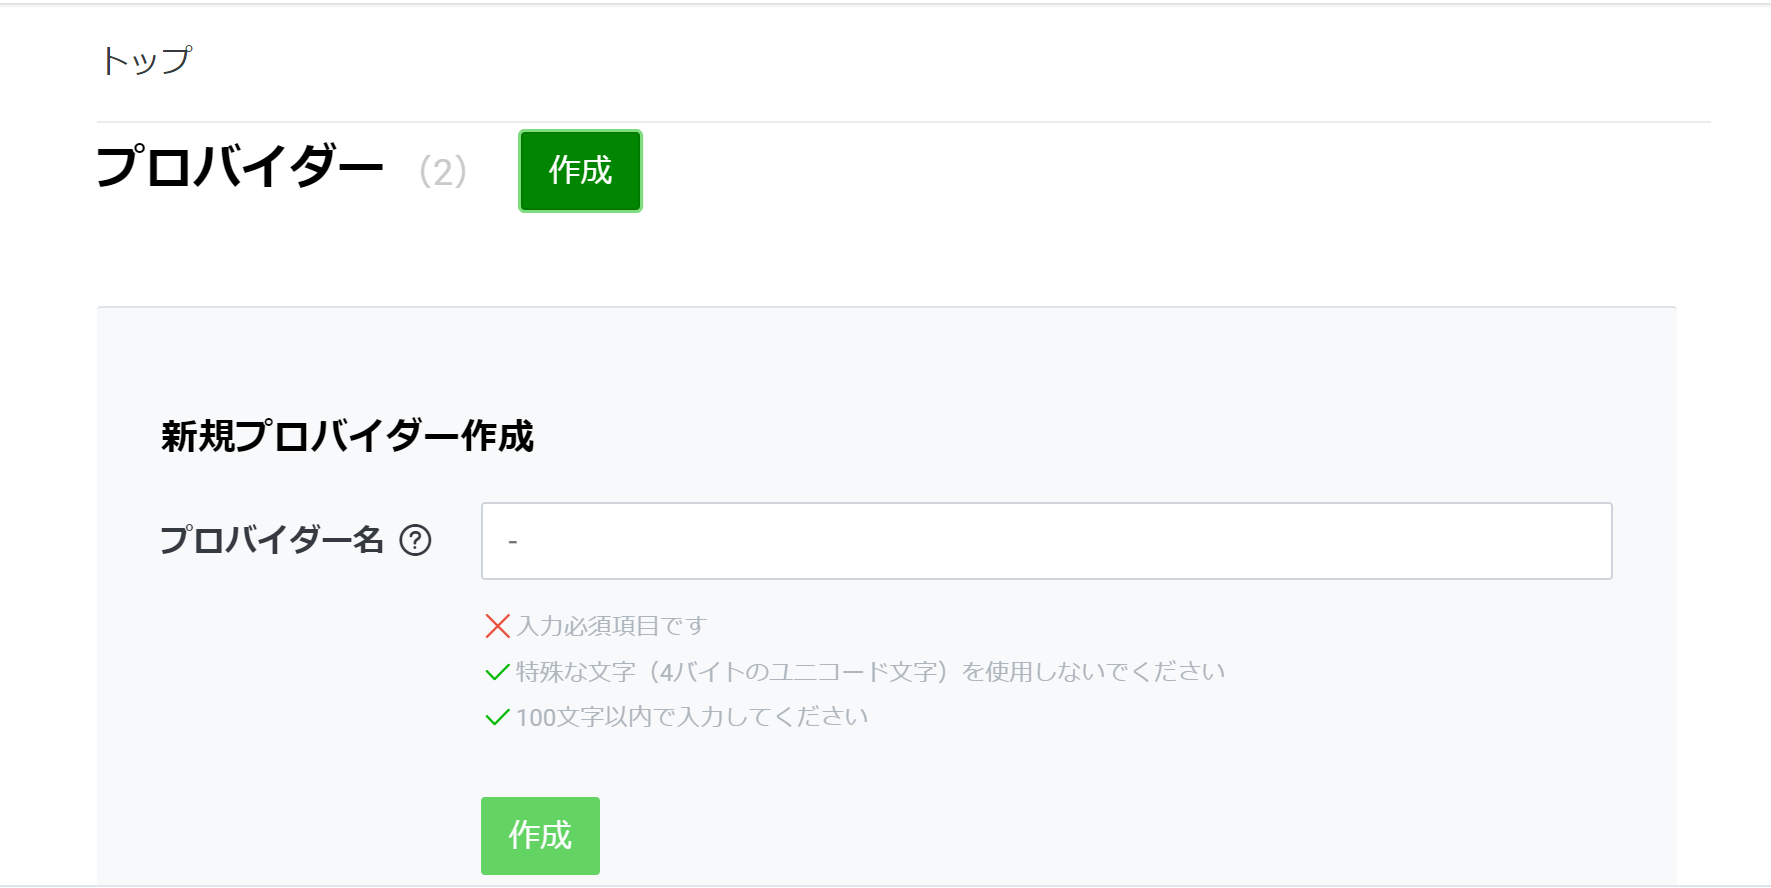 トップ
プロバイダー (2) 作成
新規プロバイダー作成
プロバイダー名 ?
-
入力必須項目です
特殊な文字（4バイトのユニコード文字）を使用しないでください
100文字以内で入力してください
作成